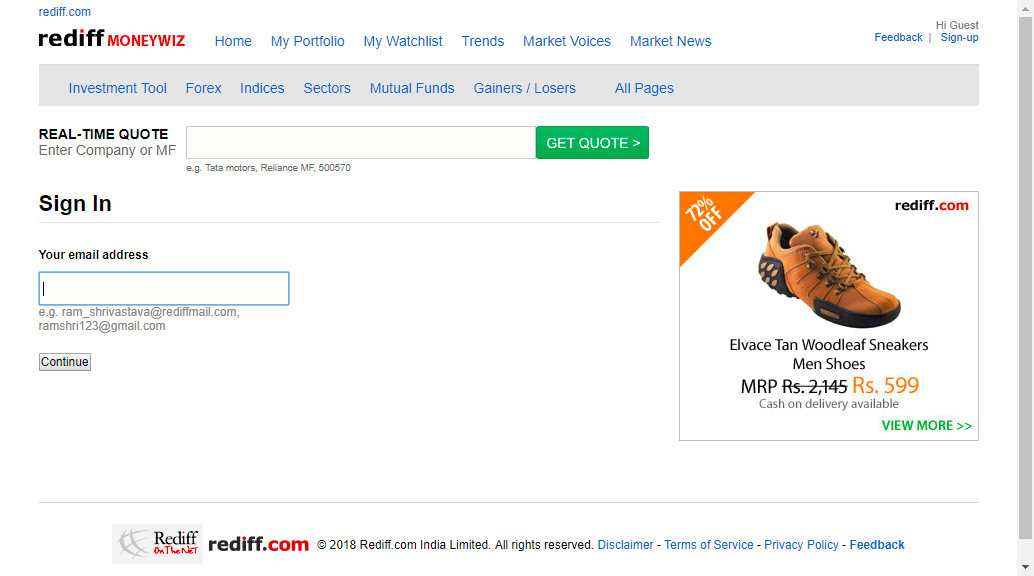 rediff.com
rediff MONEYWIZ
Home My Portfolio My Watchlist Trends Market Voices Market News
Hi Guest
Feedback | Sign-up
Investment Tool Forex Indices Sectors Mutual Funds Gainers / Losers All Pages
REAL-TIME QUOTE
Enter Company or MF
GET QUOTE >
e.g. Tata motors, Reliance MF, 500570
Sign In
Your email address
e.g. ram_shrivastava@rediffmail.com,
ramshri123@gmail.com
Continue
72%
OFF
rediff.com
Elvace Tan Woodleaf Sneakers
Men Shoes
MRP Rs. 2,145 Rs. 599
Cash on delivery available
VIEW MORE >>
Rediff
On The NeT
rediff.com © 2018 Rediff.com India Limited. All rights reserved. Disclaimer - Terms of Service - Privacy Policy - Feedback